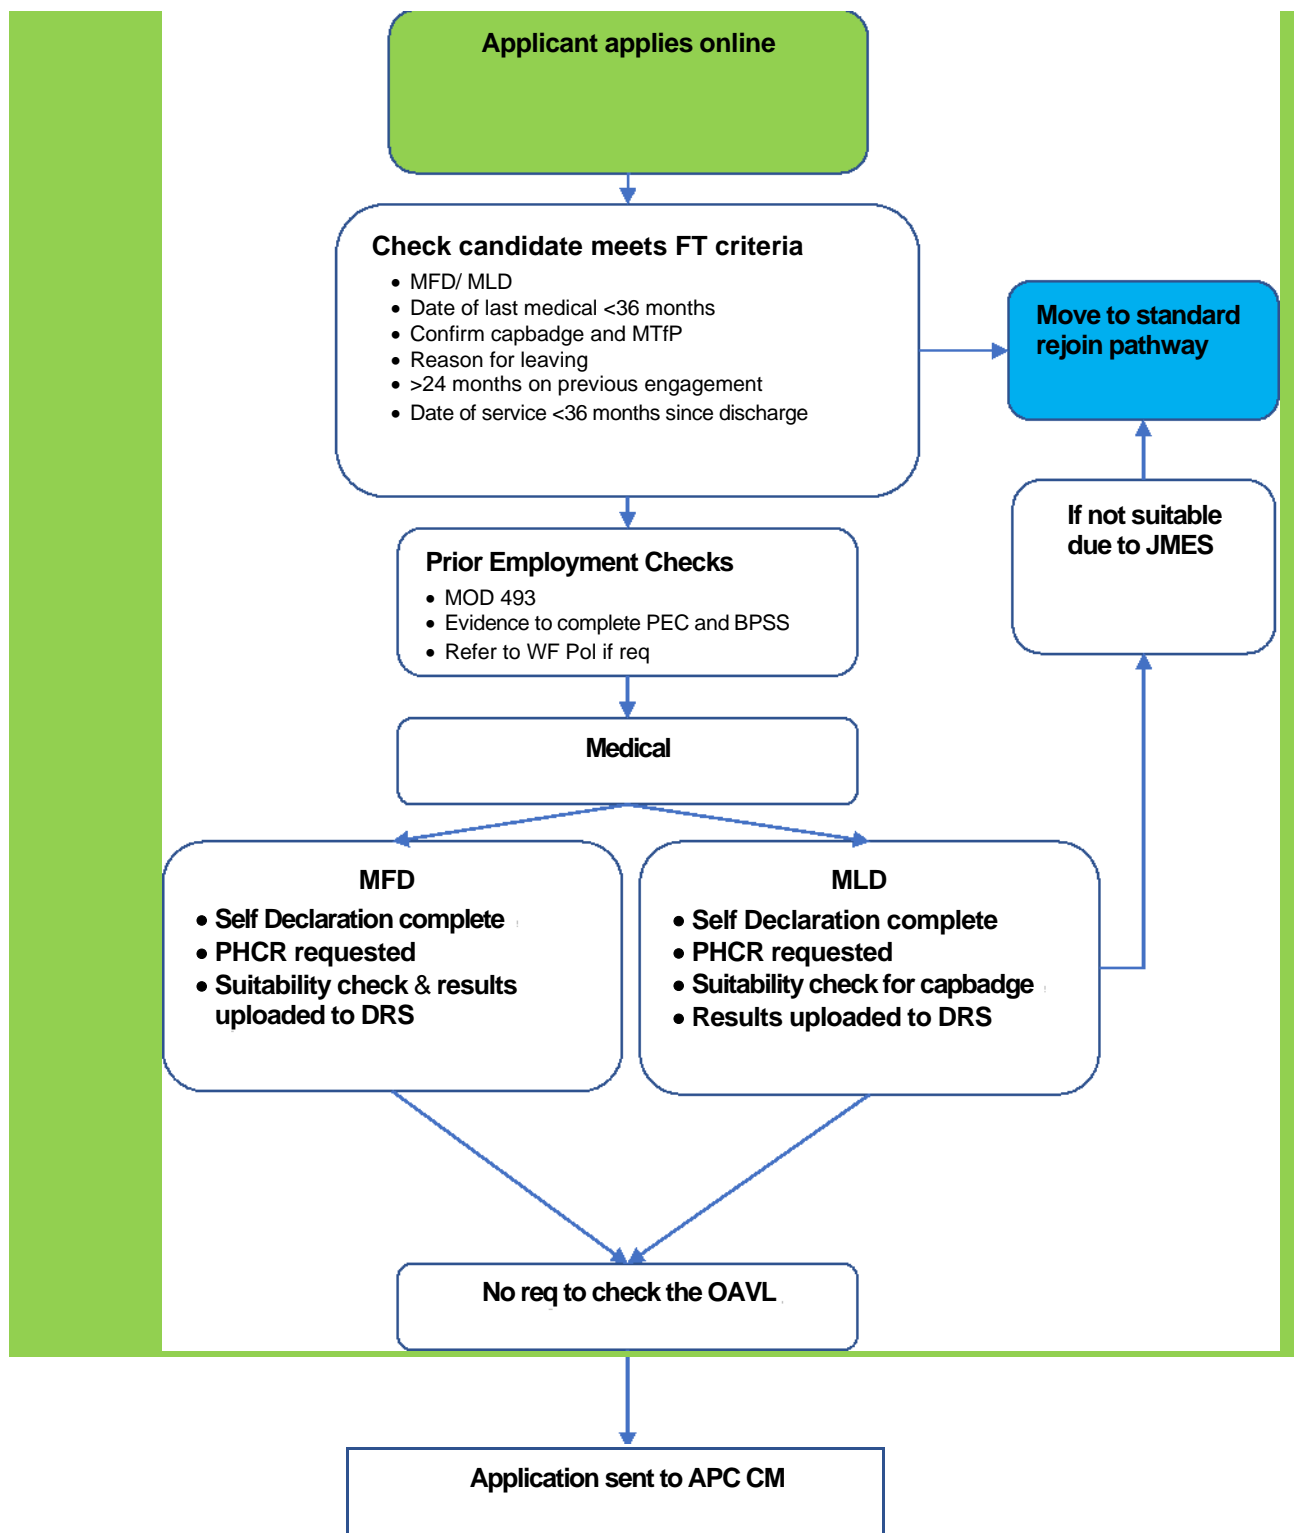 Applicant applies online
Check candidate meets FT criteria
• MFD/ MLD
• Date of last medical <36 months
• Confirm capbadge and MTfP
• Reason for leaving
• >24 months on previous engagement
• Date of service <36 months since discharge
Move to standard
rejoin pathway
If not suitable
due to JMES
Prior Employment Checks
• MOD 493
• Evidence to complete PEC and BPSS
• Refer to WF Pol if req
Medical
MFD
• Self Declaration complete
• PHCR requested
• Suitability check & results
uploaded to DRS
MLD
• Self Declaration complete
• PHCR requested
• Suitability check for capbadge
• Results uploaded to DRS
No req to check the OAVL
Application sent to APC CM